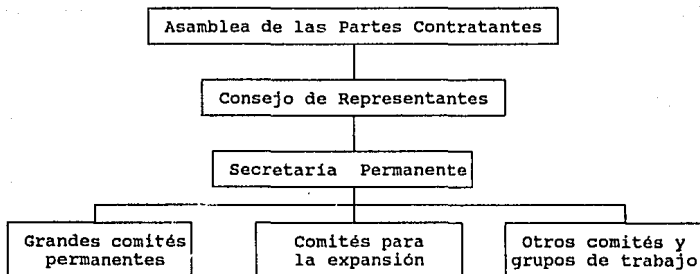 Asamblea de las Partes Contratantes
Consejo de Representantes
Secretaría Permanente
Grandes comités
permanentes
Comités para
la expansión
Otros comités y
grupos de trabajo